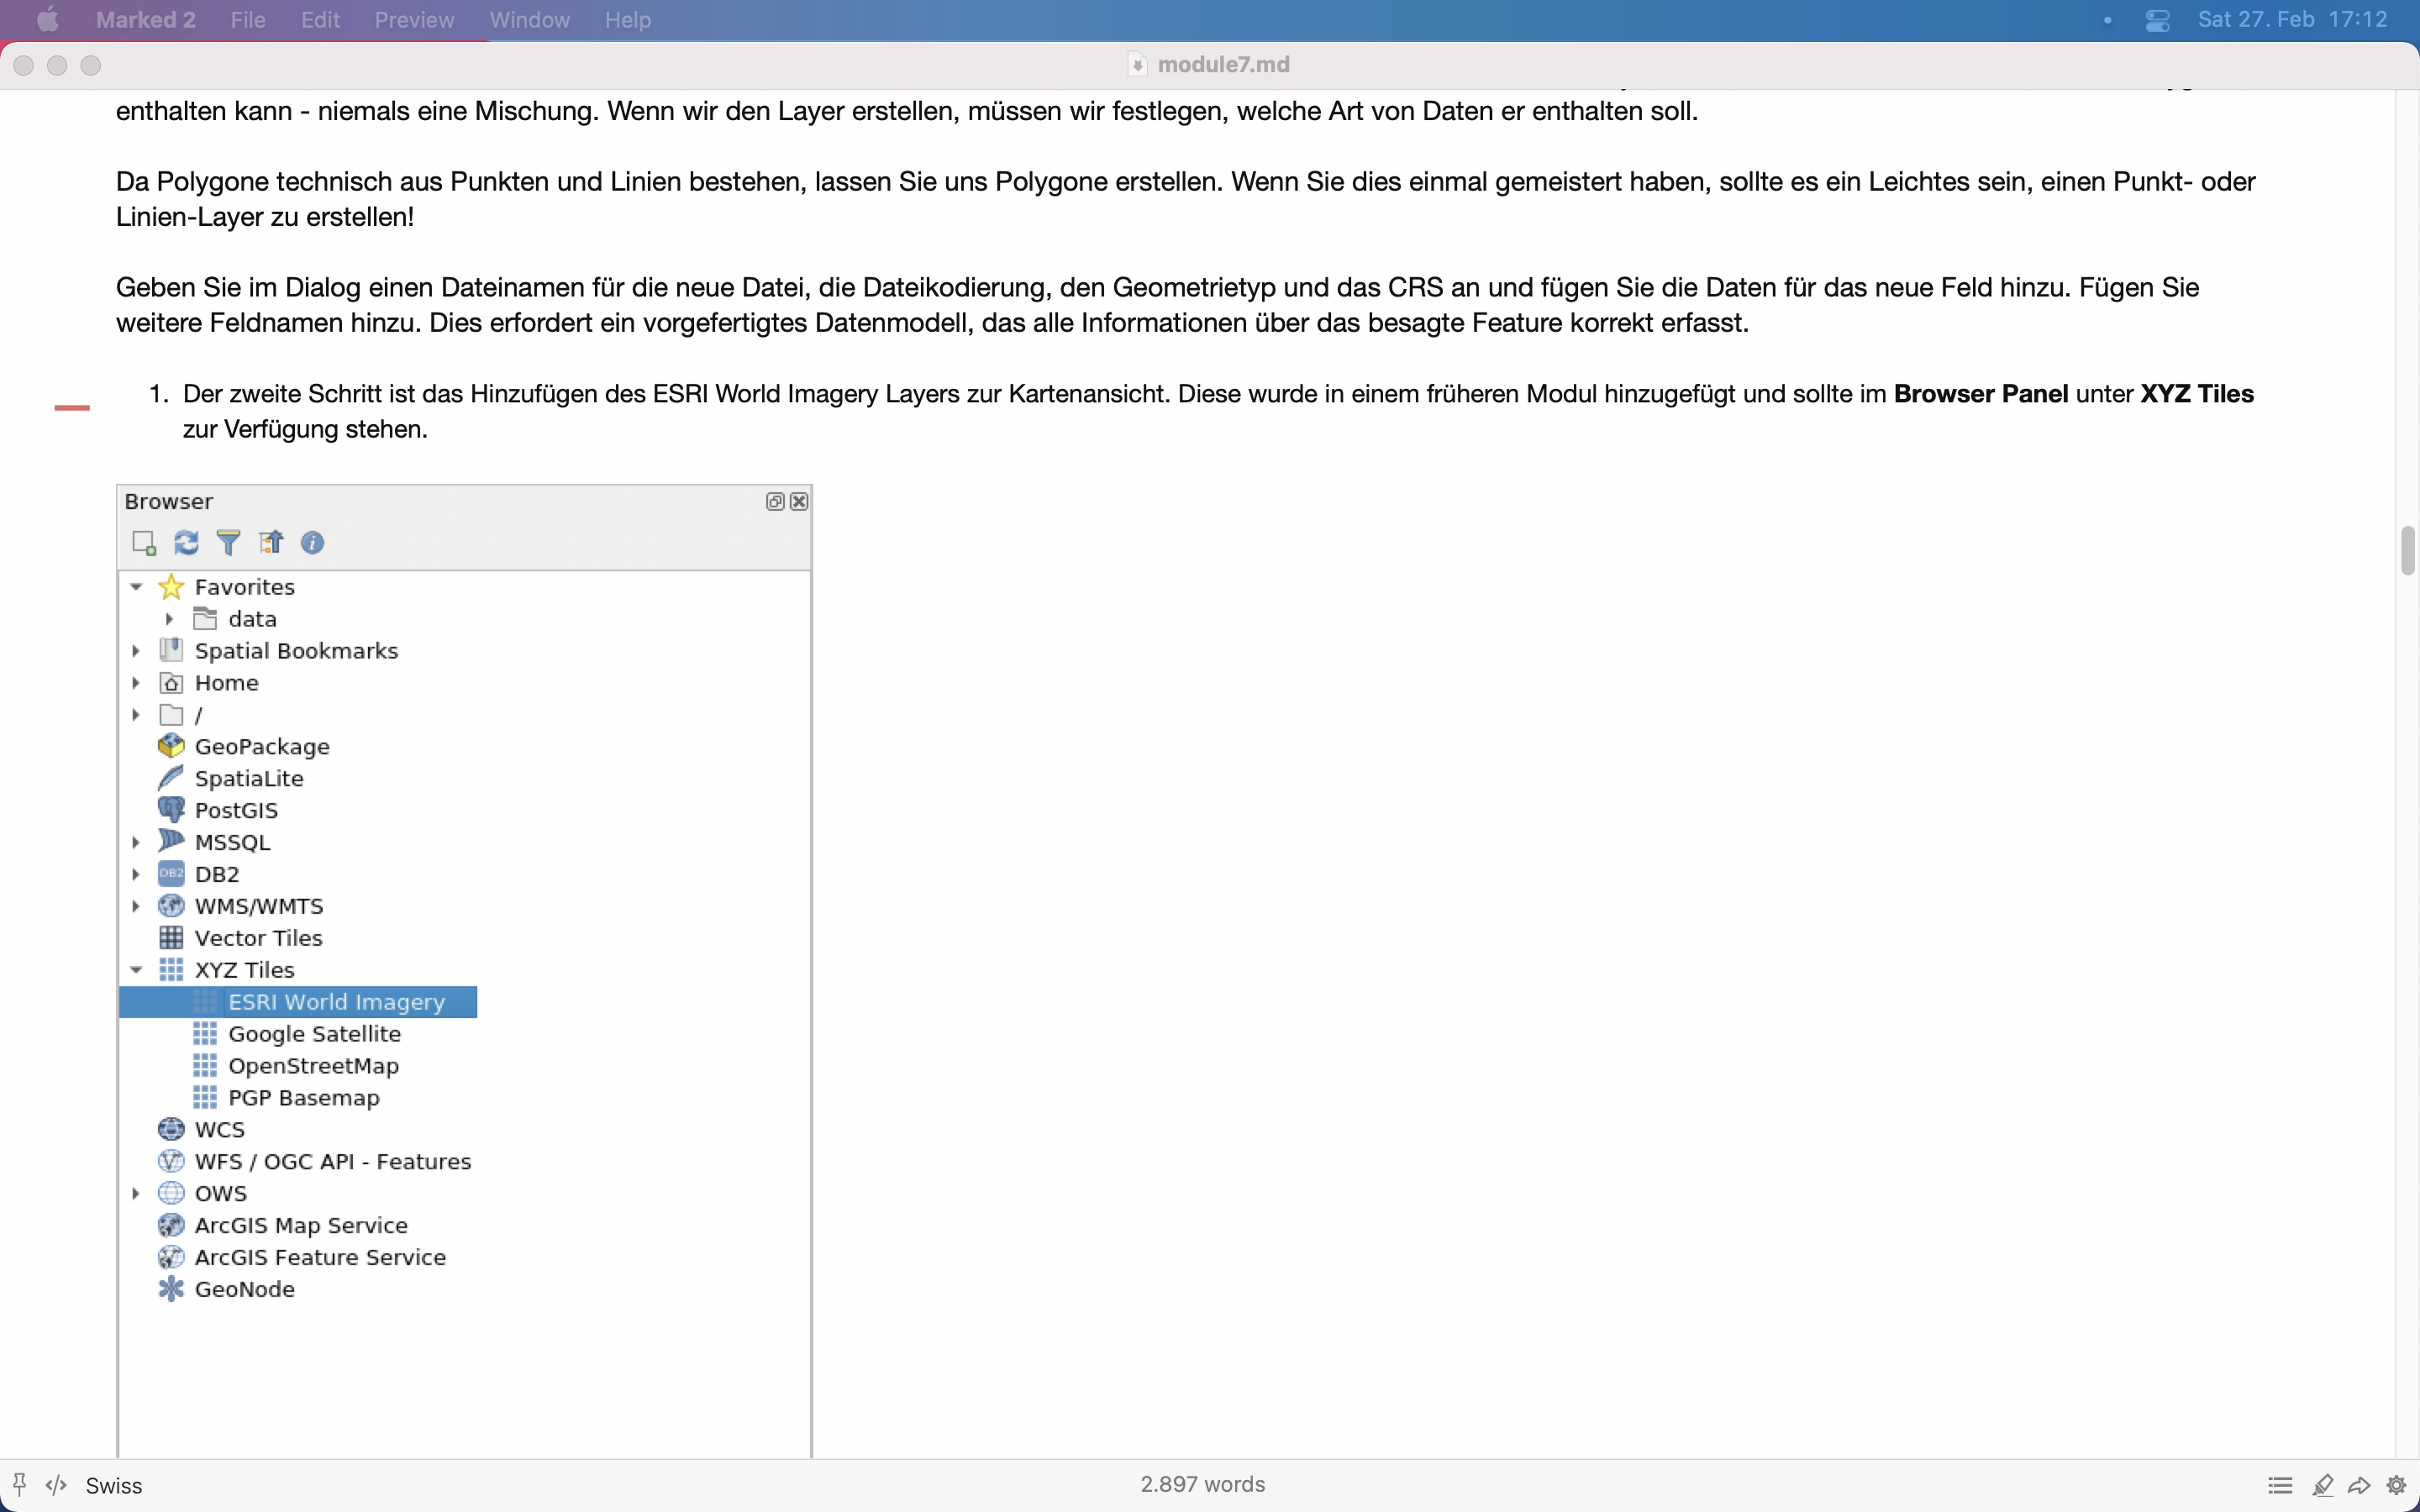 Marked 2 File Edit Preview Window Help Sat 27. Feb 17:12
module7.md
enthalten kann - niemals eine Mischung. Wenn wir den Layer erstellen, müssen wir festlegen, welche Art von Daten er enthalten soll.
Da Polygone technisch aus Punkten und Linien bestehen, lassen Sie uns Polygone erstellen. Wenn Sie dies einmal gemeistert haben, sollte es ein Leichtes sein, einen Punkt- oder
Linien-Layer zu erstellen!
Geben Sie im Dialog einen Dateinamen für die neue Datei, die Dateikodierung, den Geometrietyp und das CRS an und fügen Sie die Daten für das neue Feld hinzu. Fügen Sie
weitere Feldnamen hinzu. Dies erfordert ein vorgefertigtes Datenmodell, das alle Informationen über das besagte Feature korrekt erfasst.
1. Der zweite Schritt ist das Hinzufügen des ESRI World Imagery Layers zur Kartenansicht. Diese wurde in einem früheren Modul hinzugefügt und sollte im Browser Panel unter XYZ Tiles
zur Verfügung stehen.
Browser
Favorites
data
Spatial Bookmarks
Home
/
GeoPackage
SpatiaLite
PostGIS
MSSQL
DB2 DB2
WMS/WMTS
Vector Tiles
XYZ Tiles
ESRI World Imagery
Google Satellite
OpenStreetMap
PGP Basemap
WCS
WFS / OGC API - Features
OWS
ArcGIS Map Service
ArcGIS Feature Service
GeoNode
Swiss 2.897 words